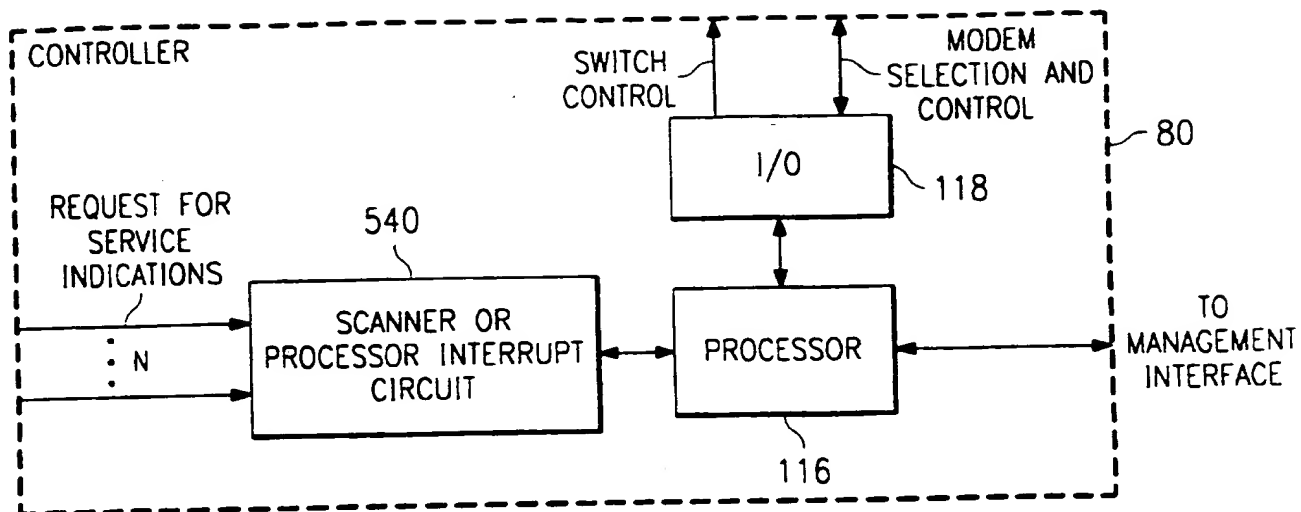 CONTROLLER
SWITCH
CONTROL
MODEM
SELECTION AND
CONTROL
80
I/O
118
REQUEST FOR
SERVICE
INDICATIONS
540
N
SCANNER OR
PROCESSOR INTERRUPT
CIRCUIT
PROCESSOR
116
TO
MANAGEMENT
INTERFACE